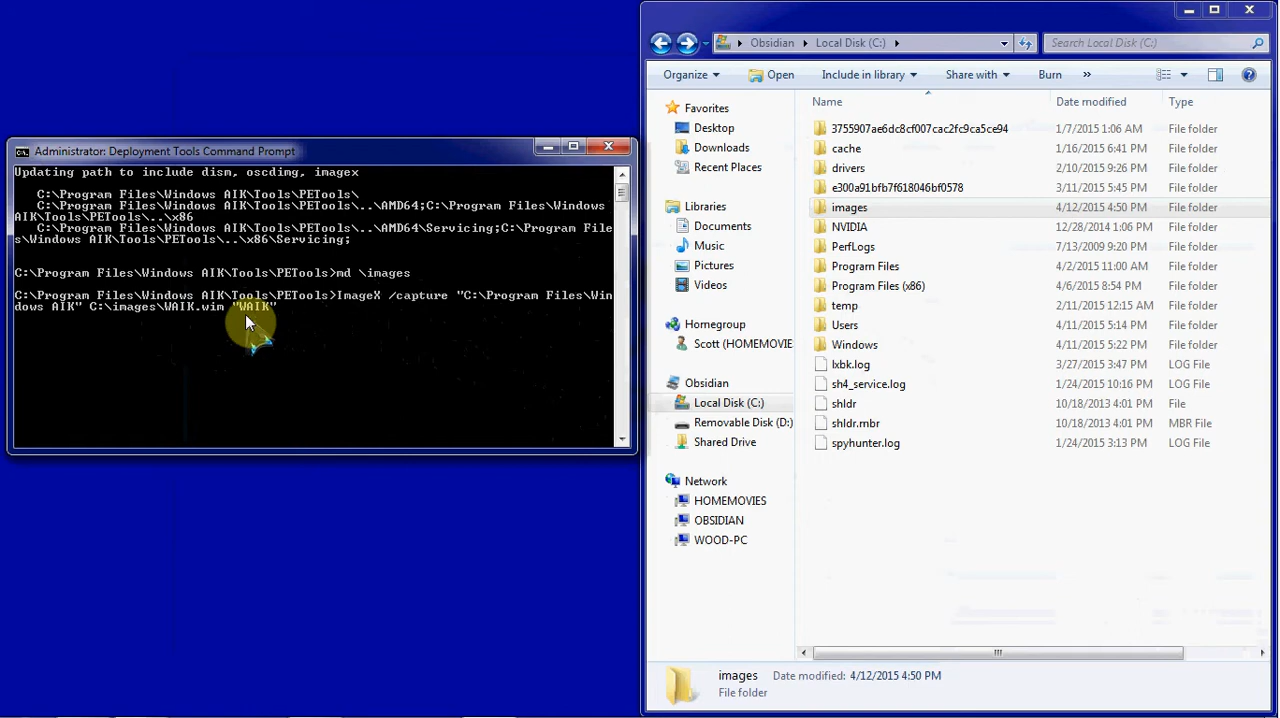 Administrator: Deployment Tools Command Prompt
Updating path to include dism, oscdimg, imagex
C:\Program Files\Windows AIK\Tools\PETools\
C:\Program Files\Windows AIK\Tools\PETools\..\AMD64;C:\Program Files\Windows
AIK\Tools\PETools\..\x86
C:\Program Files\Windows AIK\Tools\PETools\..\AMD64\Servicing;C:\Program File
s\Windows AIK\Tools\PETools\..\x86\Servicing;
C:\Program Files\Windows AIK\Tools\PETools>md \images
C:\Program Files\Windows AIK\Tools\PETools>ImageX /capture "C:\Program Files\Win
dows AIK" C:\images\WAIK.wim "WAIK"
Obsidian Local Disk (C:)
Search Local Disk (C:)
Organize Open Include in library Share with Burn »
Favorites
Desktop
Downloads
Recent Places
Libraries
Documents
Music
Pictures
Videos
Homegroup
Scott (HOMEMOVIE
Obsidian
Local Disk (C:)
Removable Disk (D:)
Shared Drive
Network
HOMEMOVIES
OBSIDIAN
WOOD-PC
Name Date modified Type
3755907ae6dc8cf007cac2fc9ca5ce94 1/7/2015 1:06 AM File folder
cache 1/16/2015 6:41 PM File folder
drivers 2/10/2015 9:26 PM File folder
e300a91bfb7f618046bf0578 3/11/2015 5:45 PM File folder
images 4/12/2015 4:50 PM File folder
NVIDIA 12/28/2014 1:06 PM File folder
PerfLogs 7/13/2009 9:20 PM File folder
Program Files 4/2/2015 11:00 AM File folder
Program Files (x86) 4/6/2015 8:54 PM File folder
temp 2/11/2015 12:15 AM File folder
Users 4/11/2015 5:25 PM File folder
Windows 4/11/2015 5:22 PM File folder
lxbk.log 3/27/2015 3:47 PM LOG File
sh4_service.log 1/24/2015 10:16 PM LOG File
shldr 10/18/2013 4:01 PM File
shldr.mbr 10/18/2013 4:01 PM MBR File
spyhunter.log 1/24/2015 3:13 PM LOG File
images Date modified: 4/12/2015 4:50 PM
File folder